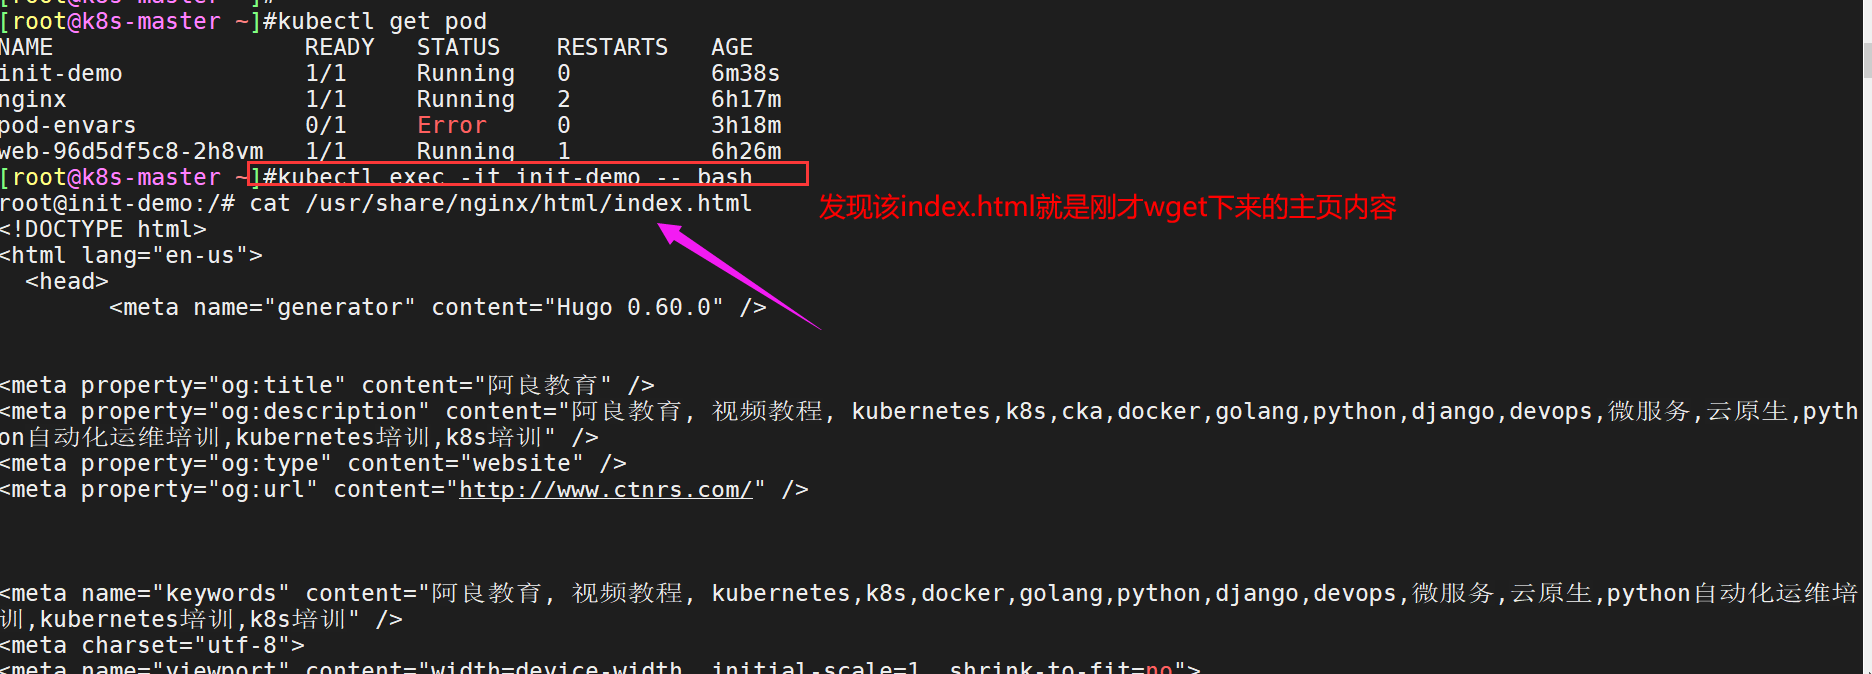 [root@k8s-master ~]#kubectl get pod
NAME                  READY   STATUS    RESTARTS   AGE
init-demo             1/1     Running   0          6m38s
nginx                 1/1     Running   2          6h17m
pod-envars            0/1     Error     0          3h18m
web-96d5df5c8-2h8vm   1/1     Running   1          6h26m
[root@k8s-master ~]#kubectl exec -it init-demo -- bash
root@init-demo:/# cat /usr/share/nginx/html/index.html
发现该index.html就是刚才wget下来的主页内容
<!DOCTYPE html>
<html lang="en-us">
  <head>
        <meta name="generator" content="Hugo 0.60.0" />
<meta property="og:title" content="阿良教育" />
<meta property="og:description" content="阿良教育, 视频教程, kubernetes,k8s,cka,docker,golang,python,django,devops,微服务,云原生,pyth
on自动化运维培训,kubernetes培训,k8s培训" />
<meta property="og:type" content="website" />
<meta property="og:url" content="http://www.ctnrs.com/" />
<meta name="keywords" content="阿良教育, 视频教程, kubernetes,k8s,docker,golang,python,django,devops,微服务,云原生,python自动化运维培
训,kubernetes培训,k8s培训" />
<meta charset="utf-8">
<meta name="viewport" content="width=device-width, initial-scale=1, shrink-to-fit=no">